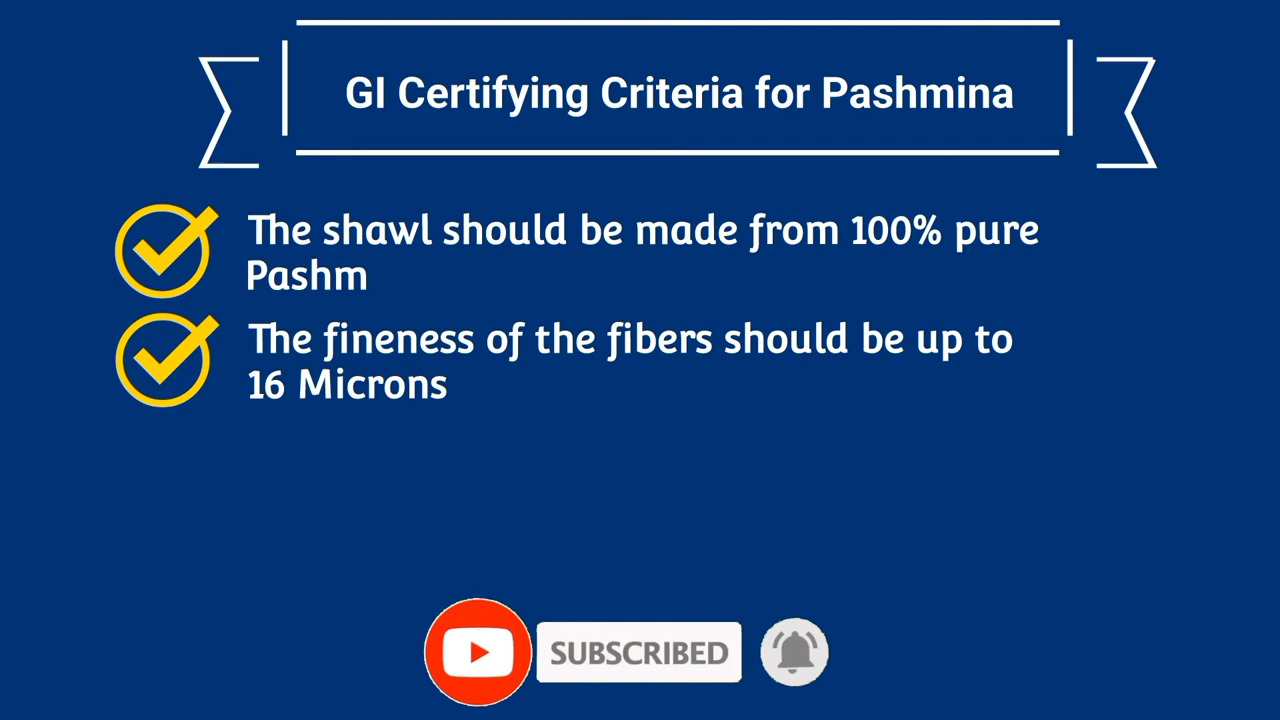 GI Certifying Criteria for Pashmina
The shawl should be made from 100% pure
Pashm
The fineness of the fibers should be up to
16 Microns
SUBSCRIBED